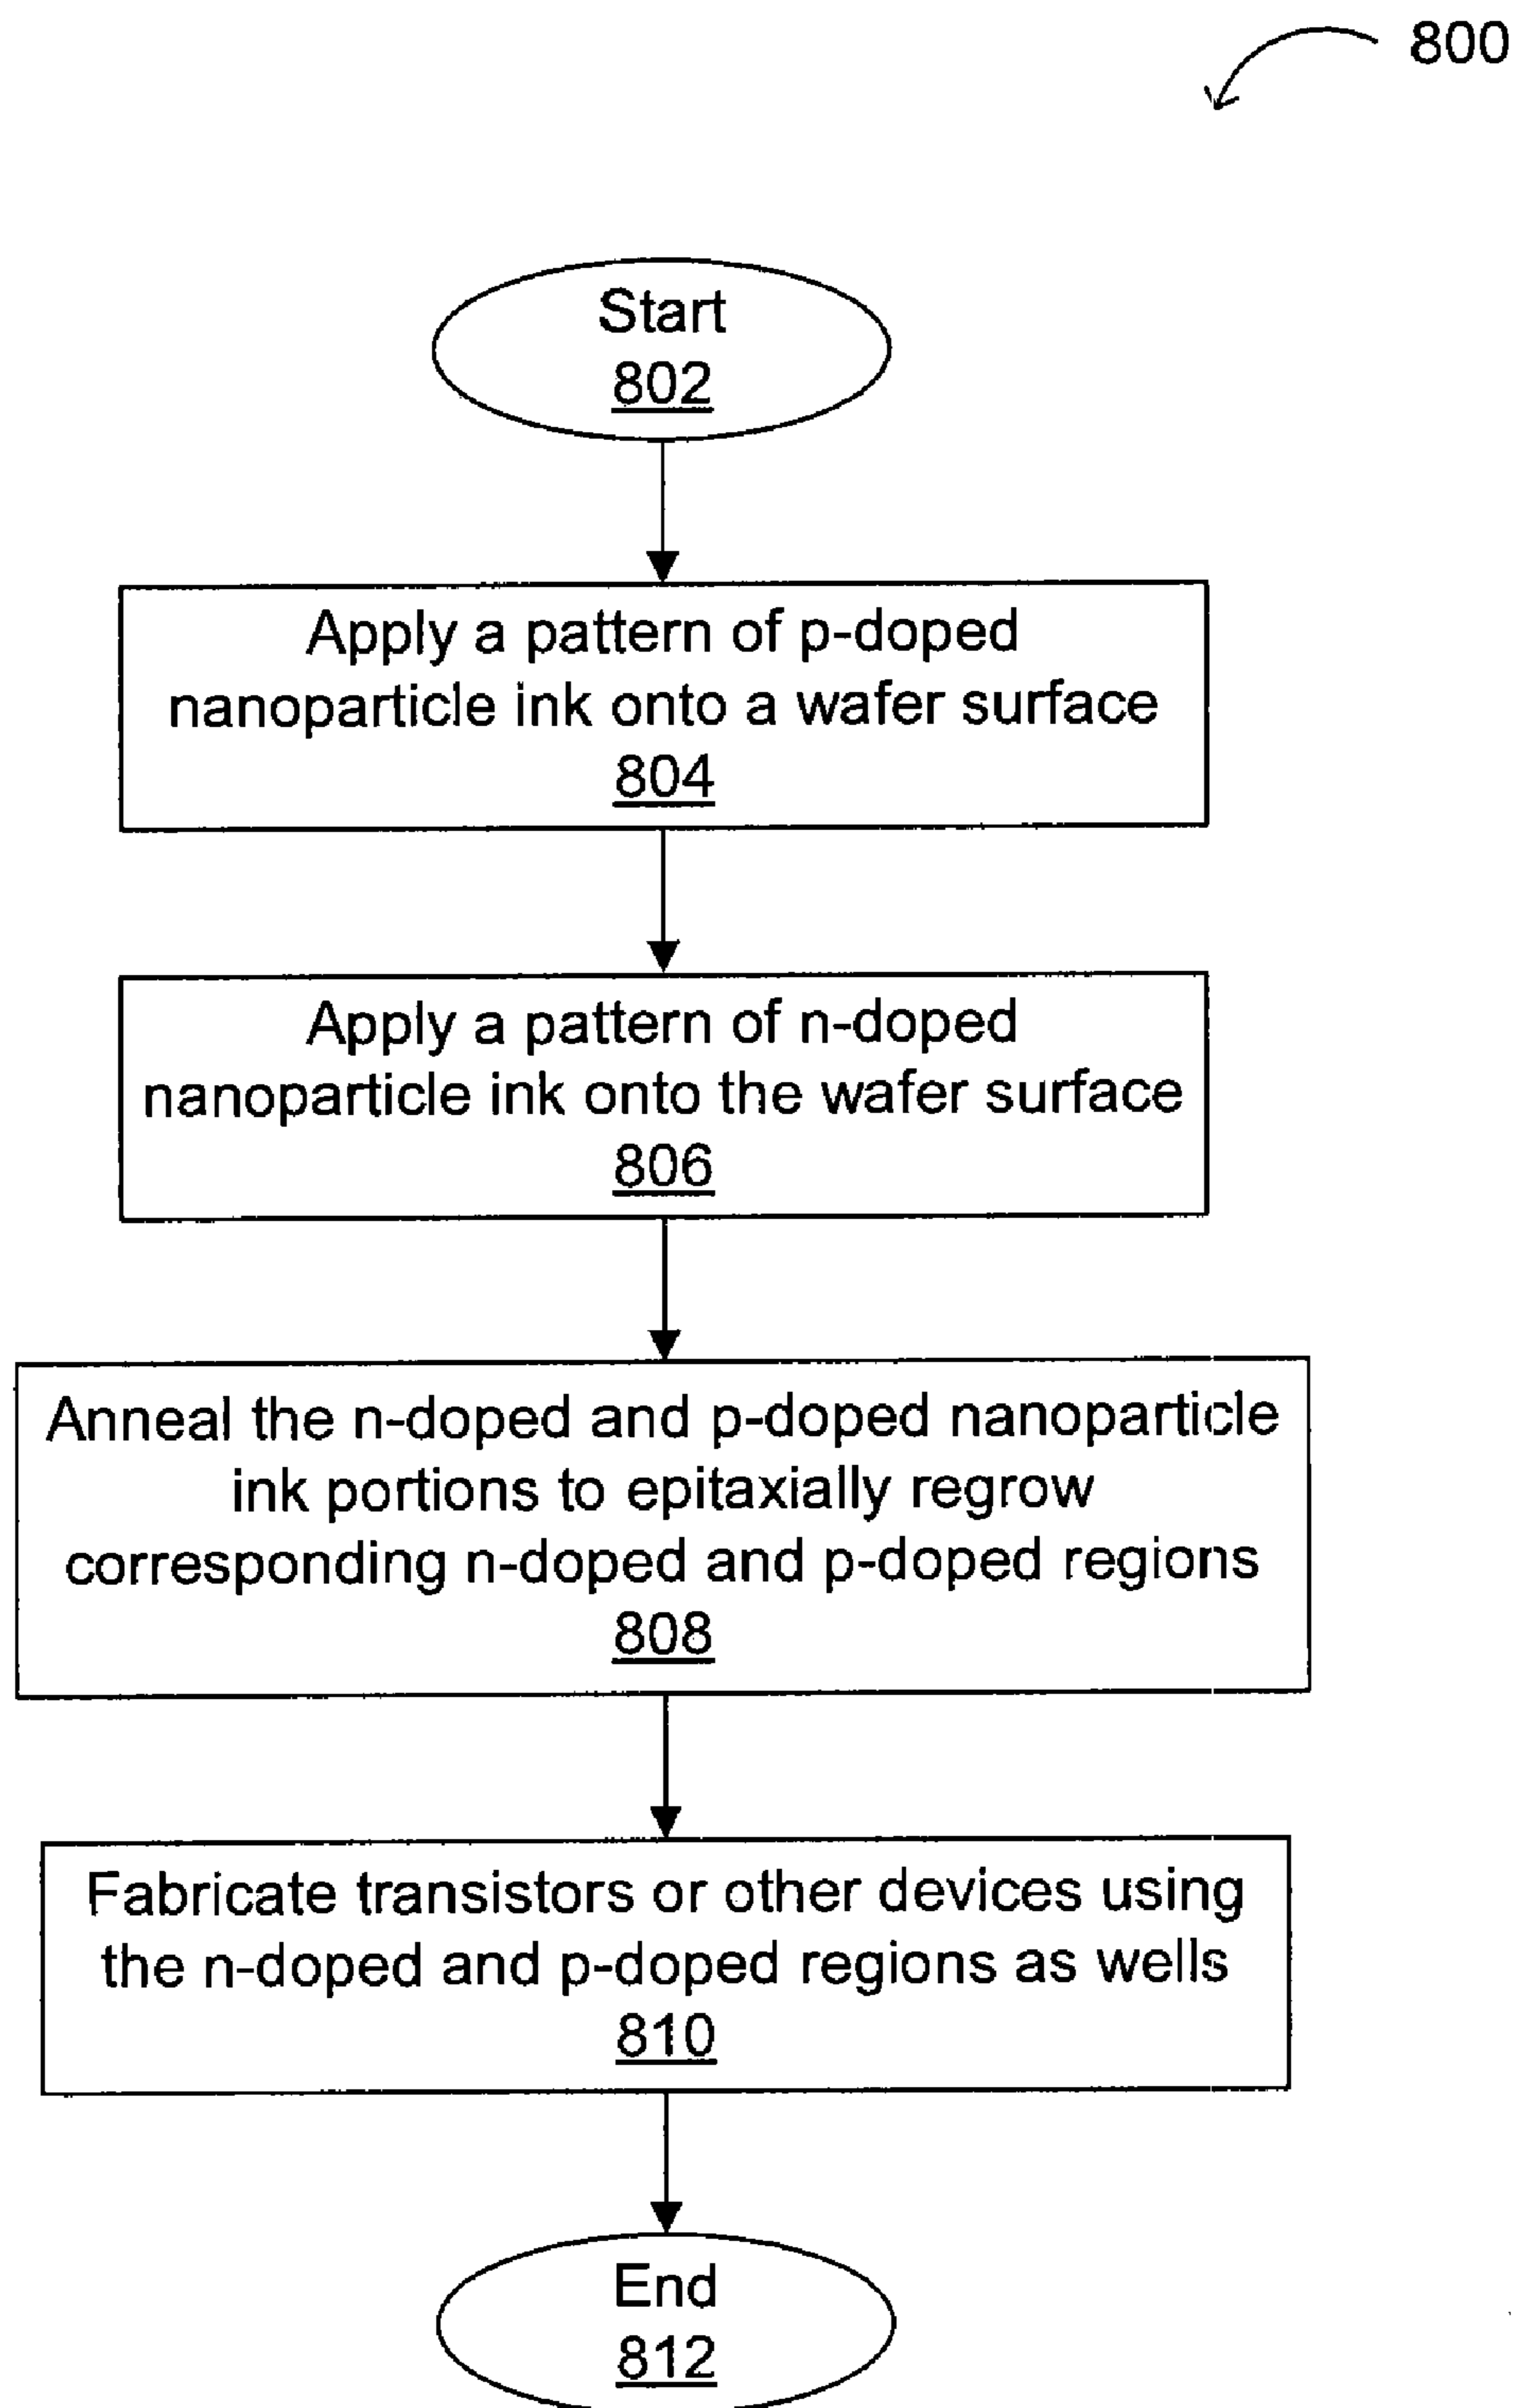 800
Start
802
Apply a pattern of p-doped
nanoparticle ink onto a wafer surface
804
Apply a pattern of n-doped
nanoparticle ink onto the wafer surface
806
Anneal the n-doped and p-doped nanoparticle
ink portions to epitaxially regrow
corresponding n-doped and p-doped regions
808
Fabricate transistors or other devices using
the n-doped and p-doped regions as wells
810
End
812